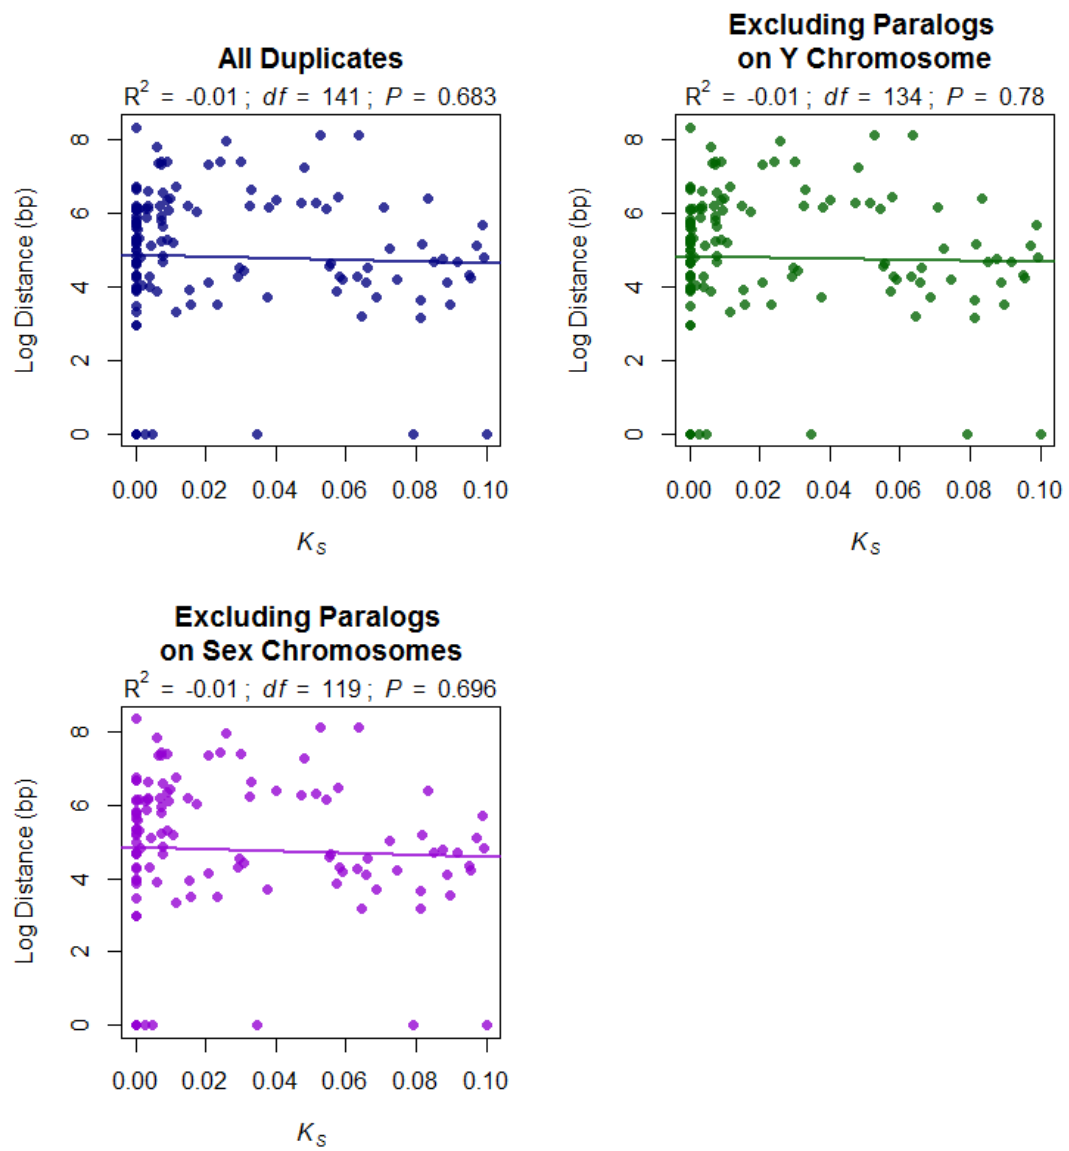 All Duplicates
R² = -0.01 ; df = 141 ; P = 0.683
Log Distance (bp)
8
6
4
2
0
0.00 0.02 0.04 0.06 0.08 0.10
K_S
Excluding Paralogs
on Y Chromosome
R² = -0.01 ; df = 134 ; P = 0.78
Log Distance (bp)
8
6
4
2
0
0.00 0.02 0.04 0.06 0.08 0.10
K_S
Excluding Paralogs
on Sex Chromosomes
R² = -0.01 ; df = 119 ; P = 0.696
Log Distance (bp)
8
6
4
2
0
0.00 0.02 0.04 0.06 0.08 0.10
K_S